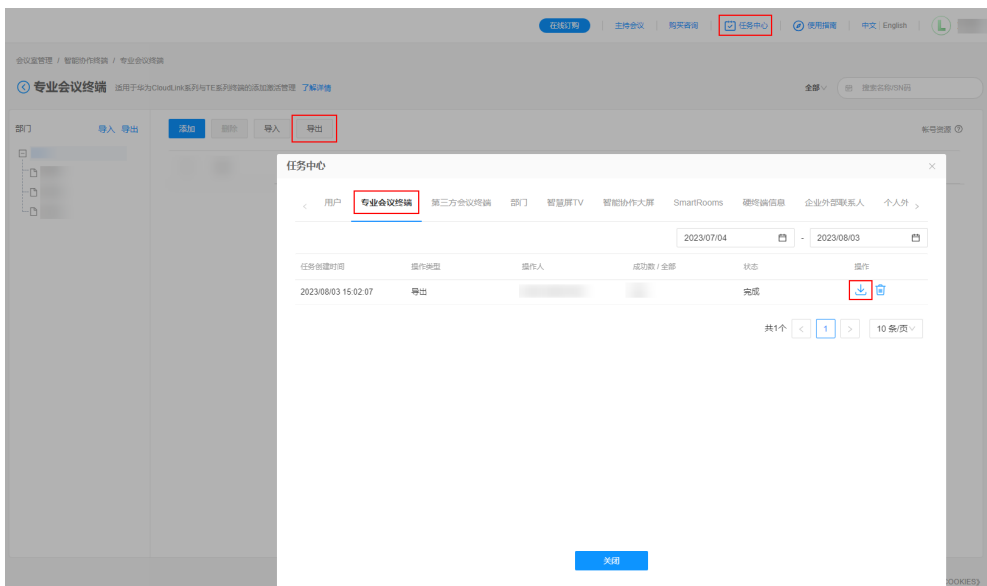 在线订购 主持会议 购买咨询 任务中心 使用指南 中文 English L
会议室管理 / 智能协作终端 / 专业会议终端
专业会议终端 适用于华为CloudLink系列与TE系列终端的添加激活管理 了解详情 全部 搜索名称/SN码
部门 导入 导出 添加 删除 导入 导出 帐号资源
任务中心
用户 专业会议终端 第三方会议终端 部门 智慧屏TV 智能协作大屏 SmartRooms 硬终端信息 企业外部联系人 个人外
2023/07/04 - 2023/08/03
任务创建时间 操作类型 操作人 成功数 / 全部 状态 操作
2023/08/03 15:02:07 导出 完成
共1个 < 1 > 10 条/页
关闭
COOKIES)